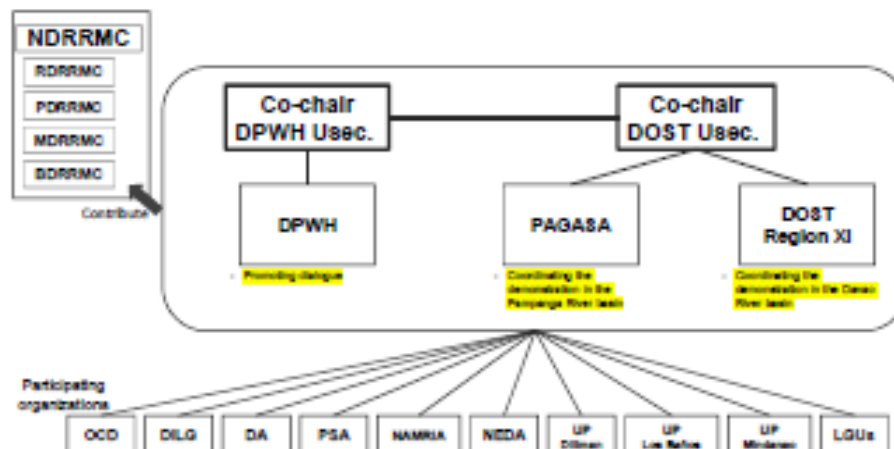 NDRRMC
RDRRMC
PDRRMC
MDRRMC
BDRRMC
Contribute
Co-chair
DPWH Usec.
Co-chair
DOST Usec.
DPWH
PAGASA
DOST
Region XI
- Promoting dialogue
- Coordinating the
demonstration in the
Pampanga River basin
- Coordinating the
demonstration in the Davao
River basin
Participating
organizations
OCD
DILG
DA
PSA
NAMRIA
NEDA
UP
Diliman
UP
Los Baños
UP
Mindanao
LGUs